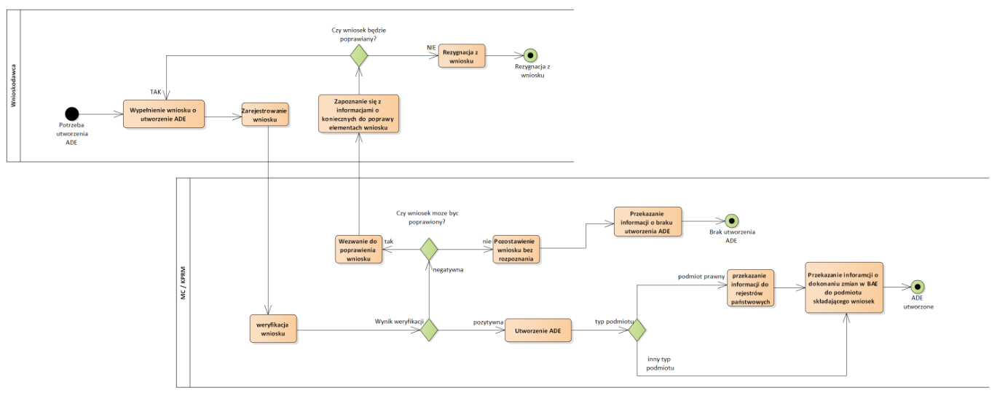 Wnioskodawca
Czy wniosek będzie
poprawiany?
NIE
Rezygnacja z
wniosku
Rezygnacja z
wniosku
TAK
Potrzeba
utworzenia
ADE
Wypełnienie wniosku o
utworzenie ADE
Zarejestrowanie
wniosku
Zapoznanie się z
informacjami o
koniecznych do poprawy
elementach wniosku
MC / KPRM
Czy wniosek moze byc
poprawiony?
Wezwanie do
poprawienia
wniosku
tak
nie
Pozostawienie
wniosku bez
rozpoznania
Przekazanie
informacji o braku
utworzenia ADE
Brak utworzenia
ADE
negatywna
weryfikacja
wniosku
Wynik weryfikacji
pozytywna
Utworzenie ADE
typ podmiotu
podmiot prawny
przekazanie
informacji do
rejestrów
państwowych
Przekazanie inforamcji o
dokonaniu zmian w BAE
do podmiotu
składającego wniosek
ADE
utworzone
inny typ
podmiotu